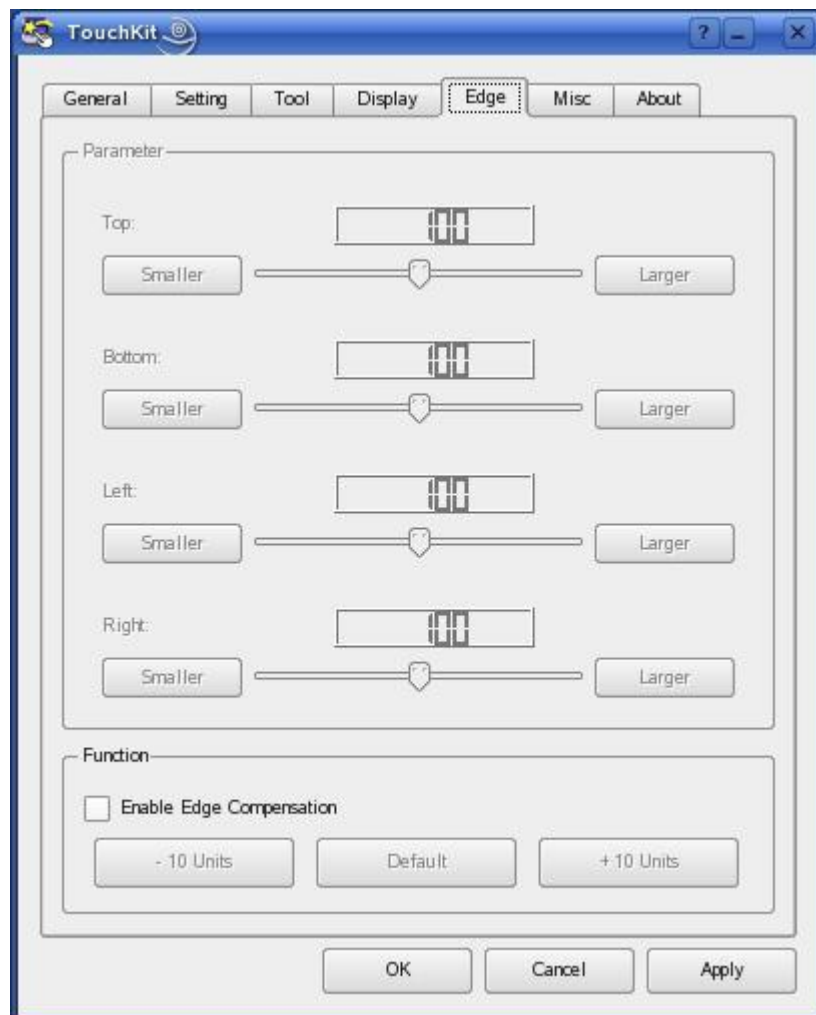 TouchKit
General Setting Tool Display Edge Misc About
Parameter
Top: 100
Smaller Larger
Bottom: 100
Smaller Larger
Left: 100
Smaller Larger
Right: 100
Smaller Larger
Function
Enable Edge Compensation
- 10 Units Default + 10 Units
OK Cancel Apply